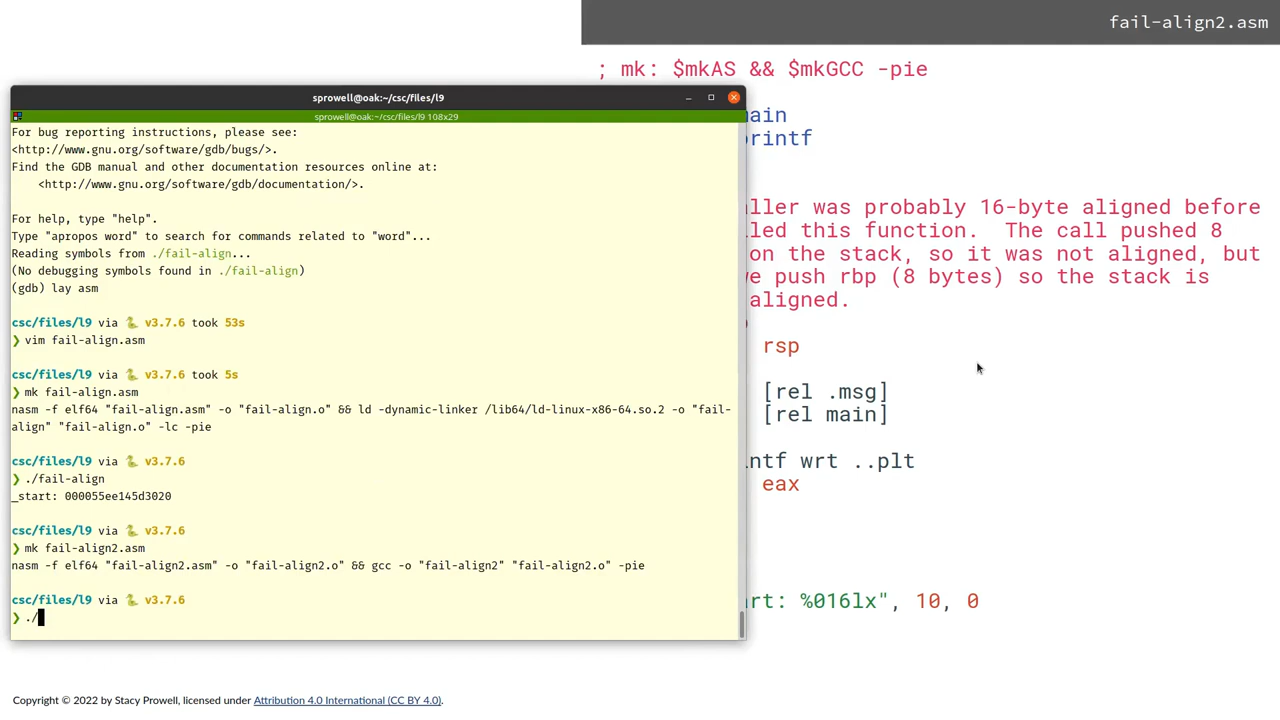 fail-align2.asm
; mk: $mkAS && $mkGCC -pie
main
printf
aller was probably 16-byte aligned before
lled this function.  The call pushed 8
on the stack, so it was not aligned, but
we push rbp (8 bytes) so the stack is
aligned.
rsp
[rel .msg]
[rel main]
intf wrt ..plt
eax
art: %016lx", 10, 0
sprowell@oak:~/csc/files/l9
sprowell@oak:~/csc/files/l9 108x29
For bug reporting instructions, please see:
<http://www.gnu.org/software/gdb/bugs/>.
Find the GDB manual and other documentation resources online at:
<http://www.gnu.org/software/gdb/documentation/>.
For help, type "help".
Type "apropos word" to search for commands related to "word"...
Reading symbols from ./fail-align...
(No debugging symbols found in ./fail-align)
(gdb) lay asm
csc/files/l9 via 🐍 v3.7.6 took 53s
❯ vim fail-align.asm
csc/files/l9 via 🐍 v3.7.6 took 5s
❯ mk fail-align.asm
nasm -f elf64 "fail-align.asm" -o "fail-align.o" && ld -dynamic-linker /lib64/ld-linux-x86-64.so.2 -o "fail-
align" "fail-align.o" -lc -pie
csc/files/l9 via 🐍 v3.7.6
❯ ./fail-align
_start: 000055ee145d3020
csc/files/l9 via 🐍 v3.7.6
❯ mk fail-align2.asm
nasm -f elf64 "fail-align2.asm" -o "fail-align2.o" && gcc -o "fail-align2" "fail-align2.o" -pie
csc/files/l9 via 🐍 v3.7.6
❯ ./
Copyright © 2022 by Stacy Prowell, licensed under Attribution 4.0 International (CC BY 4.0).